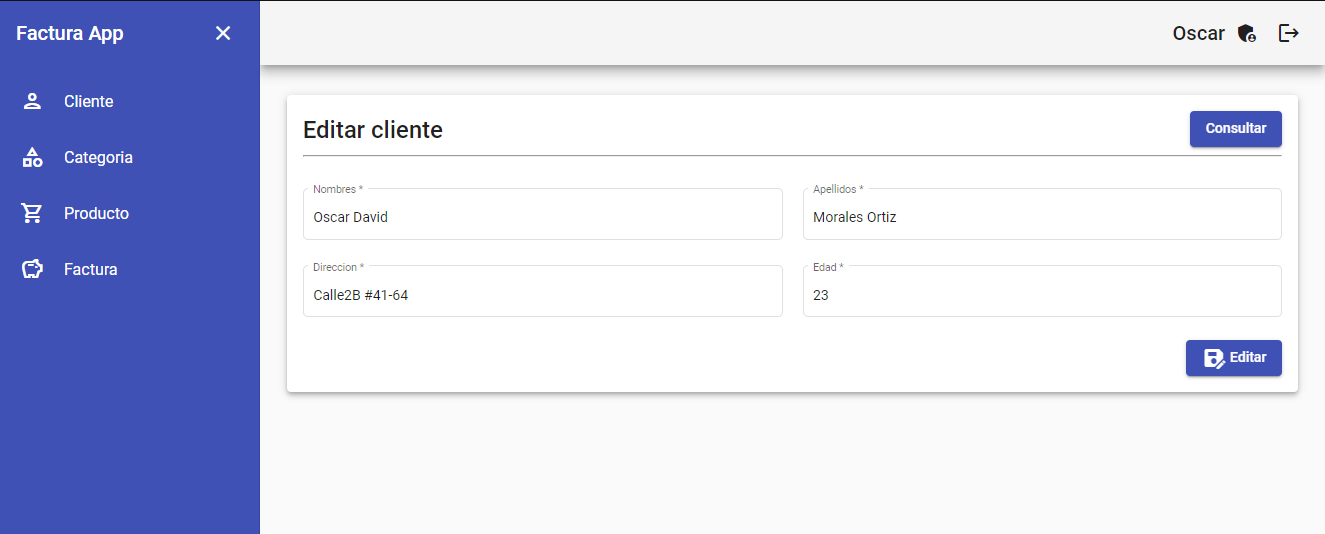 Factura App
Oscar
Cliente
Categoria
Producto
Factura
Editar cliente
Consultar
Nombres *
Oscar David
Apellidos *
Morales Ortiz
Direccion *
Calle2B #41-64
Edad *
23
Editar